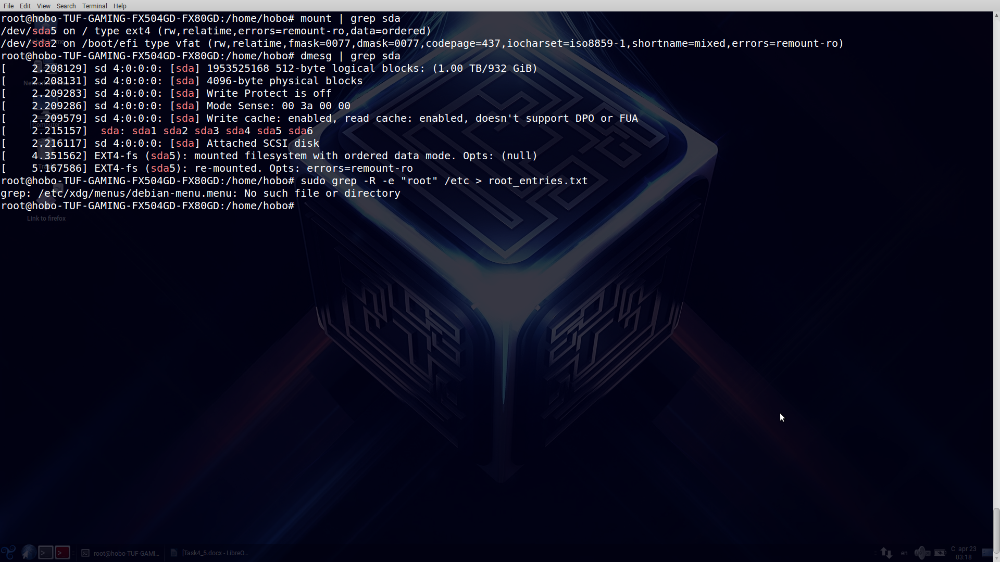 File Edit View Search Terminal Help
root@hobo-TUF-GAMING-FX504GD-FX80GD:/home/hobo# mount | grep sda
/dev/sda5 on / type ext4 (rw,relatime,errors=remount-ro,data=ordered)
/dev/sda2 on /boot/efi type vfat (rw,relatime,fmask=0077,dmask=0077,codepage=437,iocharset=iso8859-1,shortname=mixed,errors=remount-ro)
root@hobo-TUF-GAMING-FX504GD-FX80GD:/home/hobo# dmesg | grep sda
[    2.208129] sd 4:0:0:0: [sda] 1953525168 512-byte logical blocks: (1.00 TB/932 GiB)
[    2.208131] sd 4:0:0:0: [sda] 4096-byte physical blocks
[    2.209283] sd 4:0:0:0: [sda] Write Protect is off
[    2.209286] sd 4:0:0:0: [sda] Mode Sense: 00 3a 00 00
[    2.209579] sd 4:0:0:0: [sda] Write cache: enabled, read cache: enabled, doesn't support DPO or FUA
[    2.215157]  sda: sda1 sda2 sda3 sda4 sda5 sda6
[    2.216117] sd 4:0:0:0: [sda] Attached SCSI disk
[    4.351562] EXT4-fs (sda5): mounted filesystem with ordered data mode. Opts: (null)
[    5.167586] EXT4-fs (sda5): re-mounted. Opts: errors=remount-ro
root@hobo-TUF-GAMING-FX504GD-FX80GD:/home/hobo# sudo grep -R -e "root" /etc > root_entries.txt
grep: /etc/xdg/menus/debian-menu.menu: No such file or directory
root@hobo-TUF-GAMING-FX504GD-FX80GD:/home/hobo#
Computer
Link to firefox
root@hobo-TUF-GAMI...
[Task4_5.docx - LibreO...
en
C apr 23
03:18